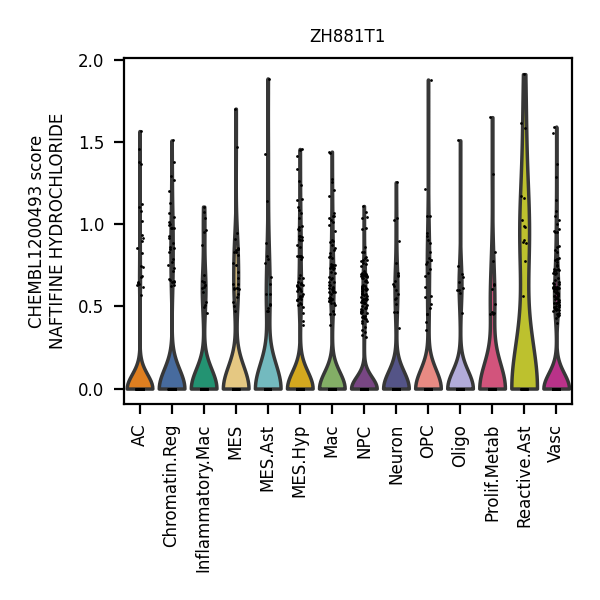 ZH881T1
CHEMBL1200493 score
NAFTIFINE HYDROCHLORIDE
2.0
1.5
1.0
0.5
0.0
AC
Chromatin.Reg
Inflammatory.Mac
MES
MES.Ast
MES.Hyp
Mac
NPC
Neuron
OPC
Oligo
Prolif.Metab
Reactive.Ast
Vasc